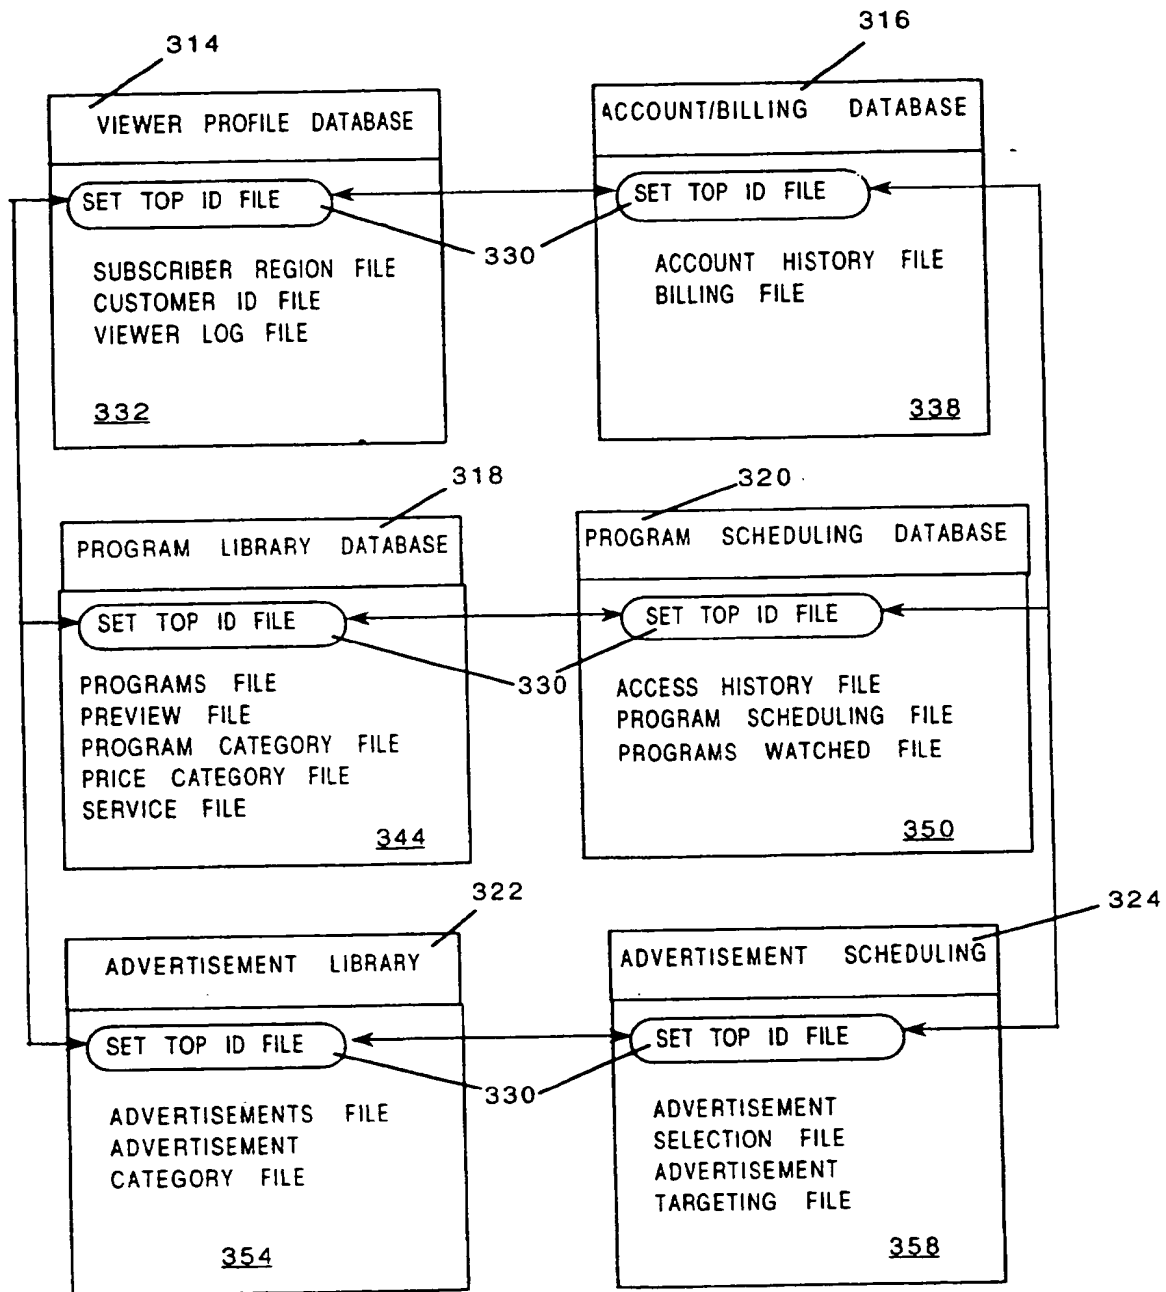 314
316
VIEWER PROFILE DATABASE
SET TOP ID FILE
SUBSCRIBER REGION FILE
CUSTOMER ID FILE
VIEWER LOG FILE
332
ACCOUNT/BILLING DATABASE
SET TOP ID FILE
330
ACCOUNT HISTORY FILE
BILLING FILE
338
318
320
PROGRAM LIBRARY DATABASE
SET TOP ID FILE
PROGRAMS FILE
PREVIEW FILE
PROGRAM CATEGORY FILE
PRICE CATEGORY FILE
SERVICE FILE
344
PROGRAM SCHEDULING DATABASE
SET TOP ID FILE
330
ACCESS HISTORY FILE
PROGRAM SCHEDULING FILE
PROGRAMS WATCHED FILE
350
322
324
ADVERTISEMENT LIBRARY
SET TOP ID FILE
ADVERTISEMENTS FILE
ADVERTISEMENT
CATEGORY FILE
354
ADVERTISEMENT SCHEDULING
SET TOP ID FILE
330
ADVERTISEMENT
SELECTION FILE
ADVERTISEMENT
TARGETING FILE
358